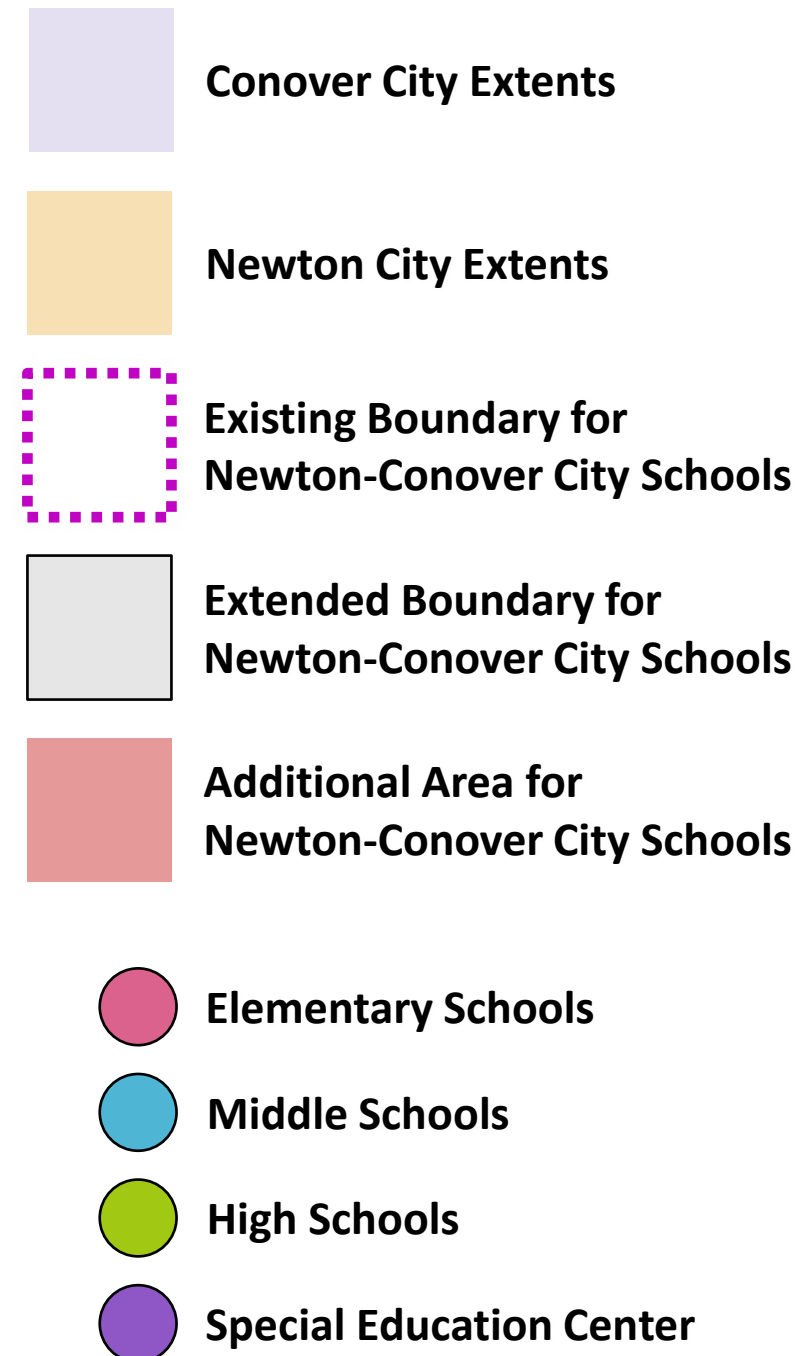 Conover City Extents
Newton City Extents
Existing Boundary for
Newton-Conover City Schools
Extended Boundary for
Newton-Conover City Schools
Additional Area for
Newton-Conover City Schools
Elementary Schools
Middle Schools
High Schools
Special Education Center